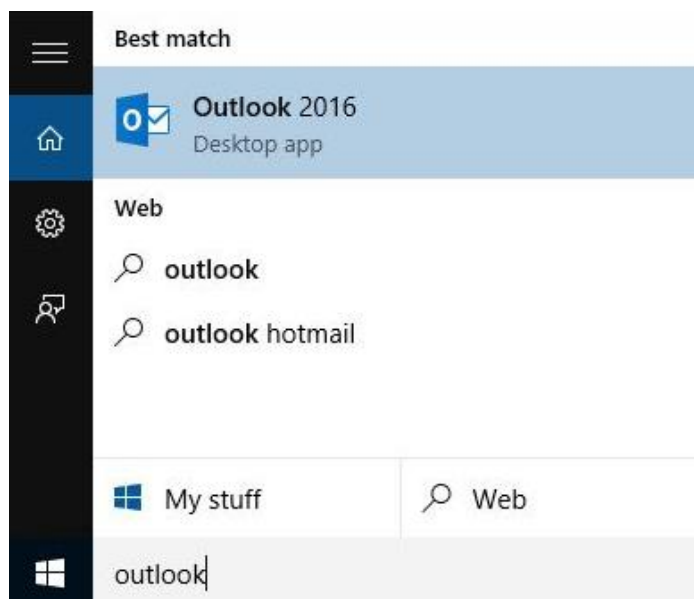 Best match
Outlook 2016
Desktop app
Web
outlook
outlook hotmail
My stuff
Web
outlook